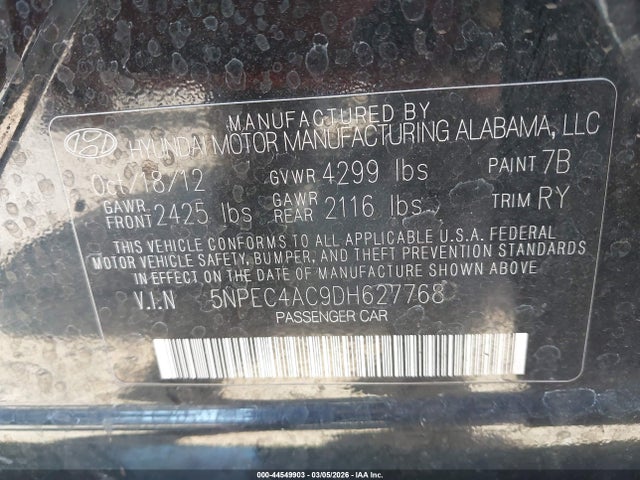 MANUFACTURED BY
HYUNDAI MOTOR MANUFACTURING ALABAMA, LLC
Oct/18/12 GVWR 4299 lbs PAINT 7B
GAWR FRONT 2425 lbs GAWR REAR 2116 lbs TRIM RY
THIS VEHICLE CONFORMS TO ALL APPLICABLE U.S.A. FEDERAL
MOTOR VEHICLE SAFETY, BUMPER, AND THEFT PREVENTION STANDARDS
IN EFFECT ON THE DATE OF MANUFACTURE SHOWN ABOVE.
V.I.N 5NPEC4AC9DH627768
PASSENGER CAR
000-44549903 - 03/05/2026 - IAA Inc.